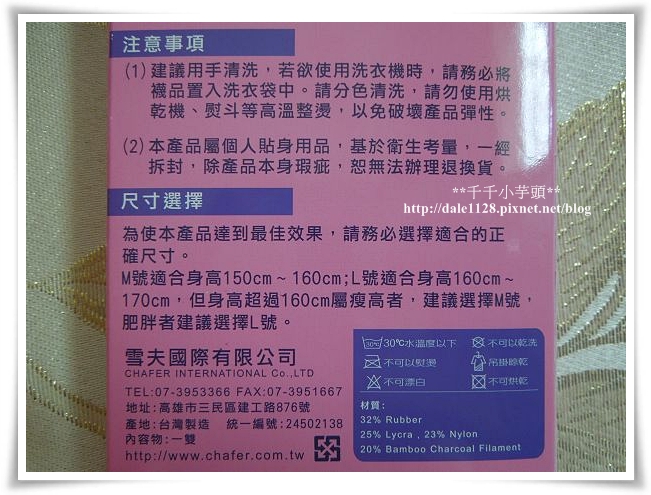 注意事項
(1) 建議用手清洗，若欲使用洗衣機時，請務必將
襪品置入洗衣袋中。請分色清洗，請勿使用烘
乾機、熨斗等高溫整燙，以免破壞產品彈性。
(2) 本產品屬個人貼身用品，基於衛生考量，一經
拆封，除產品本身瑕疵，恕無法辦理退換貨。
**千千小芋頭**
http://dale1128.pixnet.net/blog
尺寸選擇
為使本產品達到最佳效果，請務必選擇適合的正
確尺寸。
M號適合身高150cm～160cm;L號適合身高160cm～
170cm，但身高超過160cm屬瘦高者，建議選擇M號，
肥胖者建議選擇L號。
雪夫國際有限公司
CHAFER INTERNATIONAL Co.,LTD
TEL:07-3953366 FAX:07-3951667
地址:高雄市三民區建工路876號
產地:台灣製造 統一編號:24502138
內容物:一雙
http://www.chafer.com.tw
30℃水溫度以下 不可以乾洗
不可以熨燙 吊掛晾乾
不可漂白 不可烘乾
材質:
32% Rubber
25% Lycra , 23% Nylon
20% Bamboo Charcoal Filament